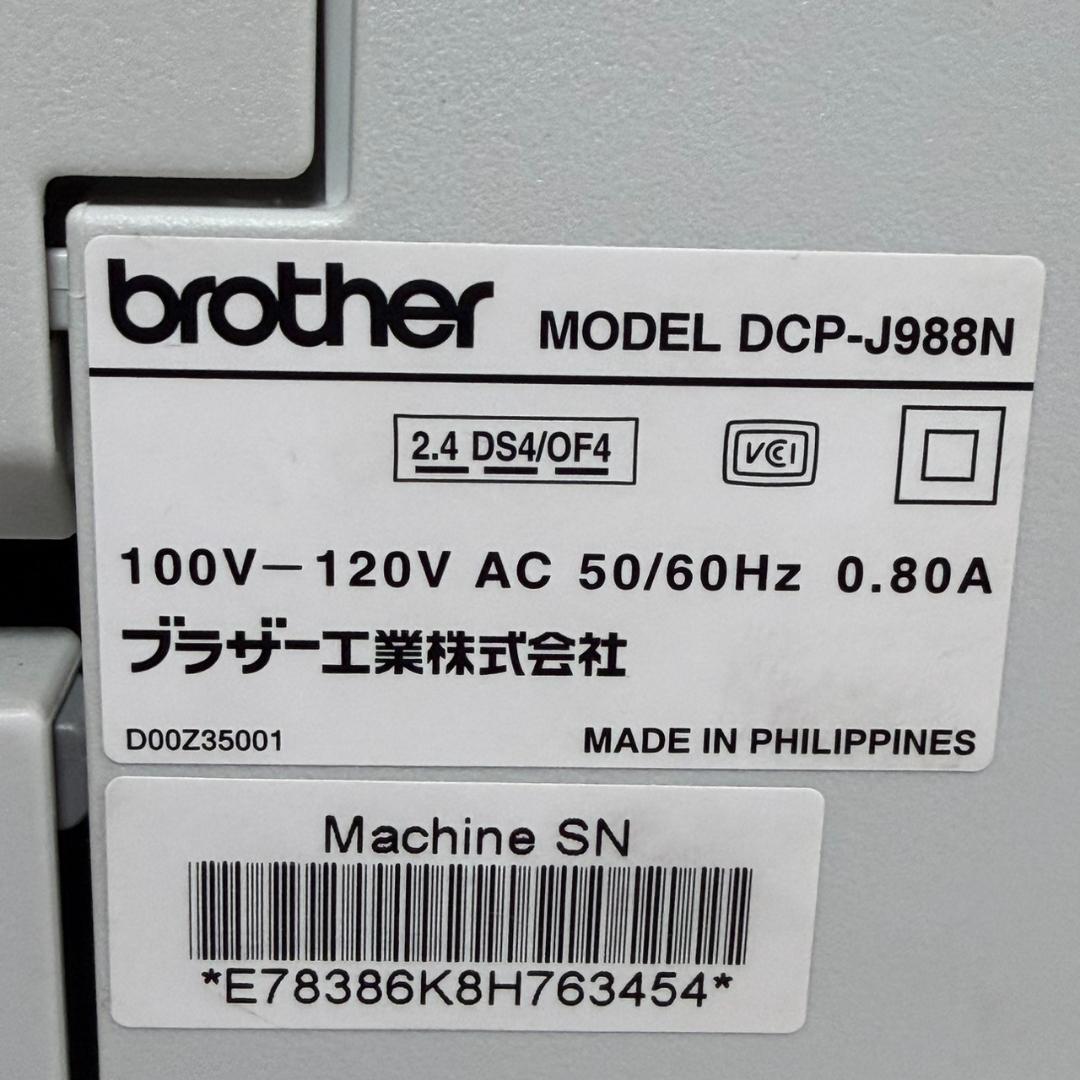 brother MODEL DCP-J988N
2.4 DS4/OF4 VCI
100V－120V AC 50/60Hz 0.80A
ブラザー工業株式会社
D00Z35001 MADE IN PHILIPPINES
Machine SN
*E78386K8H763454*